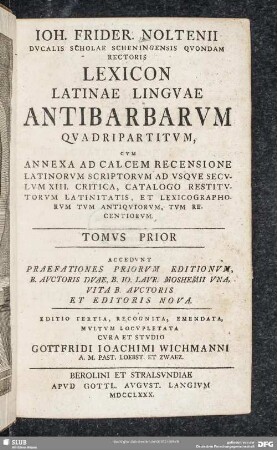 IOH. FRIDER. NOLTENII
DVCALIS SCHOLAE SCHENINGENSIS QVONDAM
RECTORIS
LEXICON
LATINAE LINGVAE
ANTIBARBARVM
QVADRIPARTITVM,
CVM
ANNEXA AD CALCEM RECENSIONE
LATINORVM SCRIPTORVM AD VSQVE SECV-
LVM XIII. CRITICA, CATALOGO RESTITV-
TORVM LATINITATIS, ET LEXICOGRAPHO-
RVM TVM ANTIQVIORVM, TVM RE-
CENTIORVM.
TOMVS PRIOR
ACCEDVNT
PRAEFATIONES PRIORVM EDITIONVM,
B. AVCTORIS DVAE, B. IO. LAVR. MOSHEMII VNA,
VITA B. AVCTORIS
ET EDITORIS NOVA.
EDITIO TERTIA, RECOGNITA, EMENDATA,
MVLTVM LOCVPLETATA
CVRA ET STVDIO
GOTTFRIDI IOACHIMI WICHMANNI
A. M. PAST. LOEBST. ET ZWAEZ.
BEROLINI ET STRALSVNDIAE
APVD GOTTL. AVGVST. LANGIVM
MDCCLXXX.
SLUB